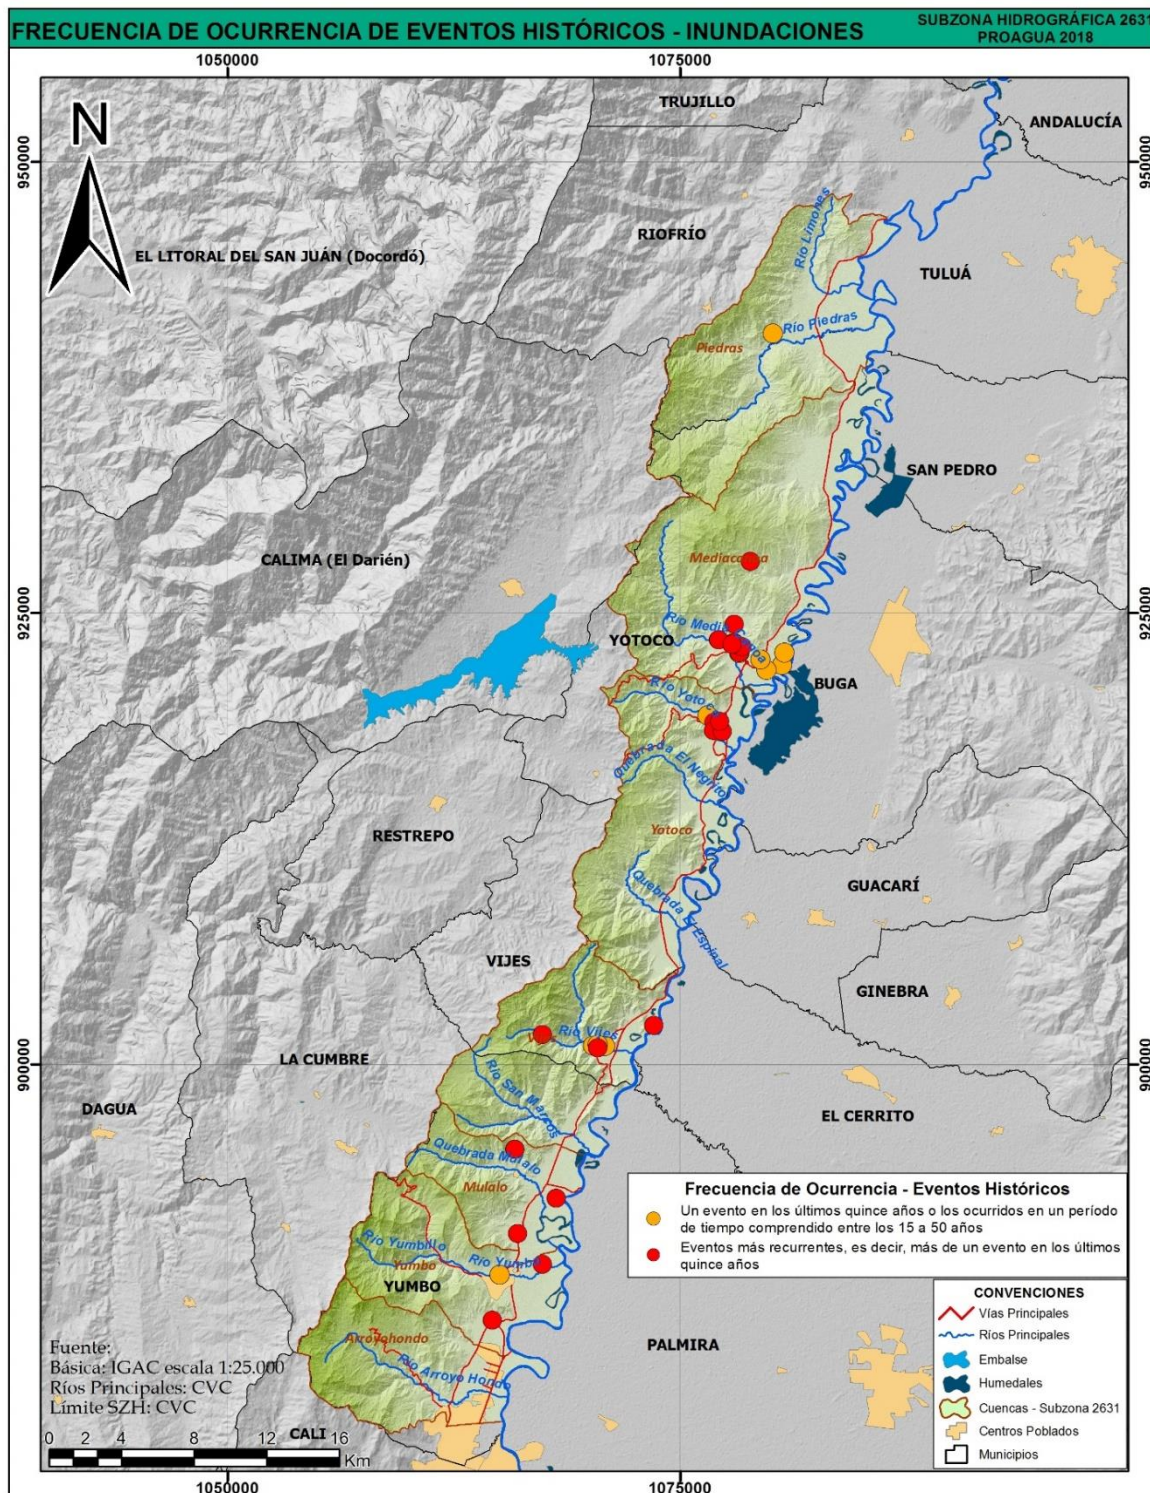 FRECUENCIA DE OCURRENCIA DE EVENTOS HISTÓRICOS - INUNDACIONES
SUBZONA HIDROGRÁFICA 2631
PROAGUA 2018
1050000
1075000
N
TRUJILLO
ANDALUCÍA
950000
950000
Río Limones
RIOFRÍO
EL LITORAL DEL SAN JUÁN (Docordó)
TULUÁ
Río Piedras
Piedras
SAN PEDRO
CALIMA (El Darién)
925000
925000
YOTOCO
BUGA
Quebrada El Negrito
RESTREPO
Yotoco
GUACARÍ
Quebrada El Espinal
VIJES
GINEBRA
Río Vijes
LA CUMBRE
900000
900000
Río San Marcos
DAGUA
EL CERRITO
Quebrada Mulalo
Mulalo
Río Yumbillo
Yumbo
YUMBO
Arroyohondo
PALMIRA
Río Arroyo Hondo
CALI
Frecuencia de Ocurrencia - Eventos Históricos
Un evento en los últimos quince años o los ocurridos en un período
de tiempo comprendido entre los 15 a 50 años
Eventos más recurrentes, es decir, más de un evento en los últimos
quince años
CONVENCIONES
Vías Principales
Ríos Principales
Embalse
Humedales
Cuencas - Subzona 2631
Centros Poblados
Municipios
Fuente:
Básica: IGAC escala 1:25.000
Ríos Principales: CVC
Limite SZH: CVC
0 2 4 8 12 16
Km
1050000
1075000